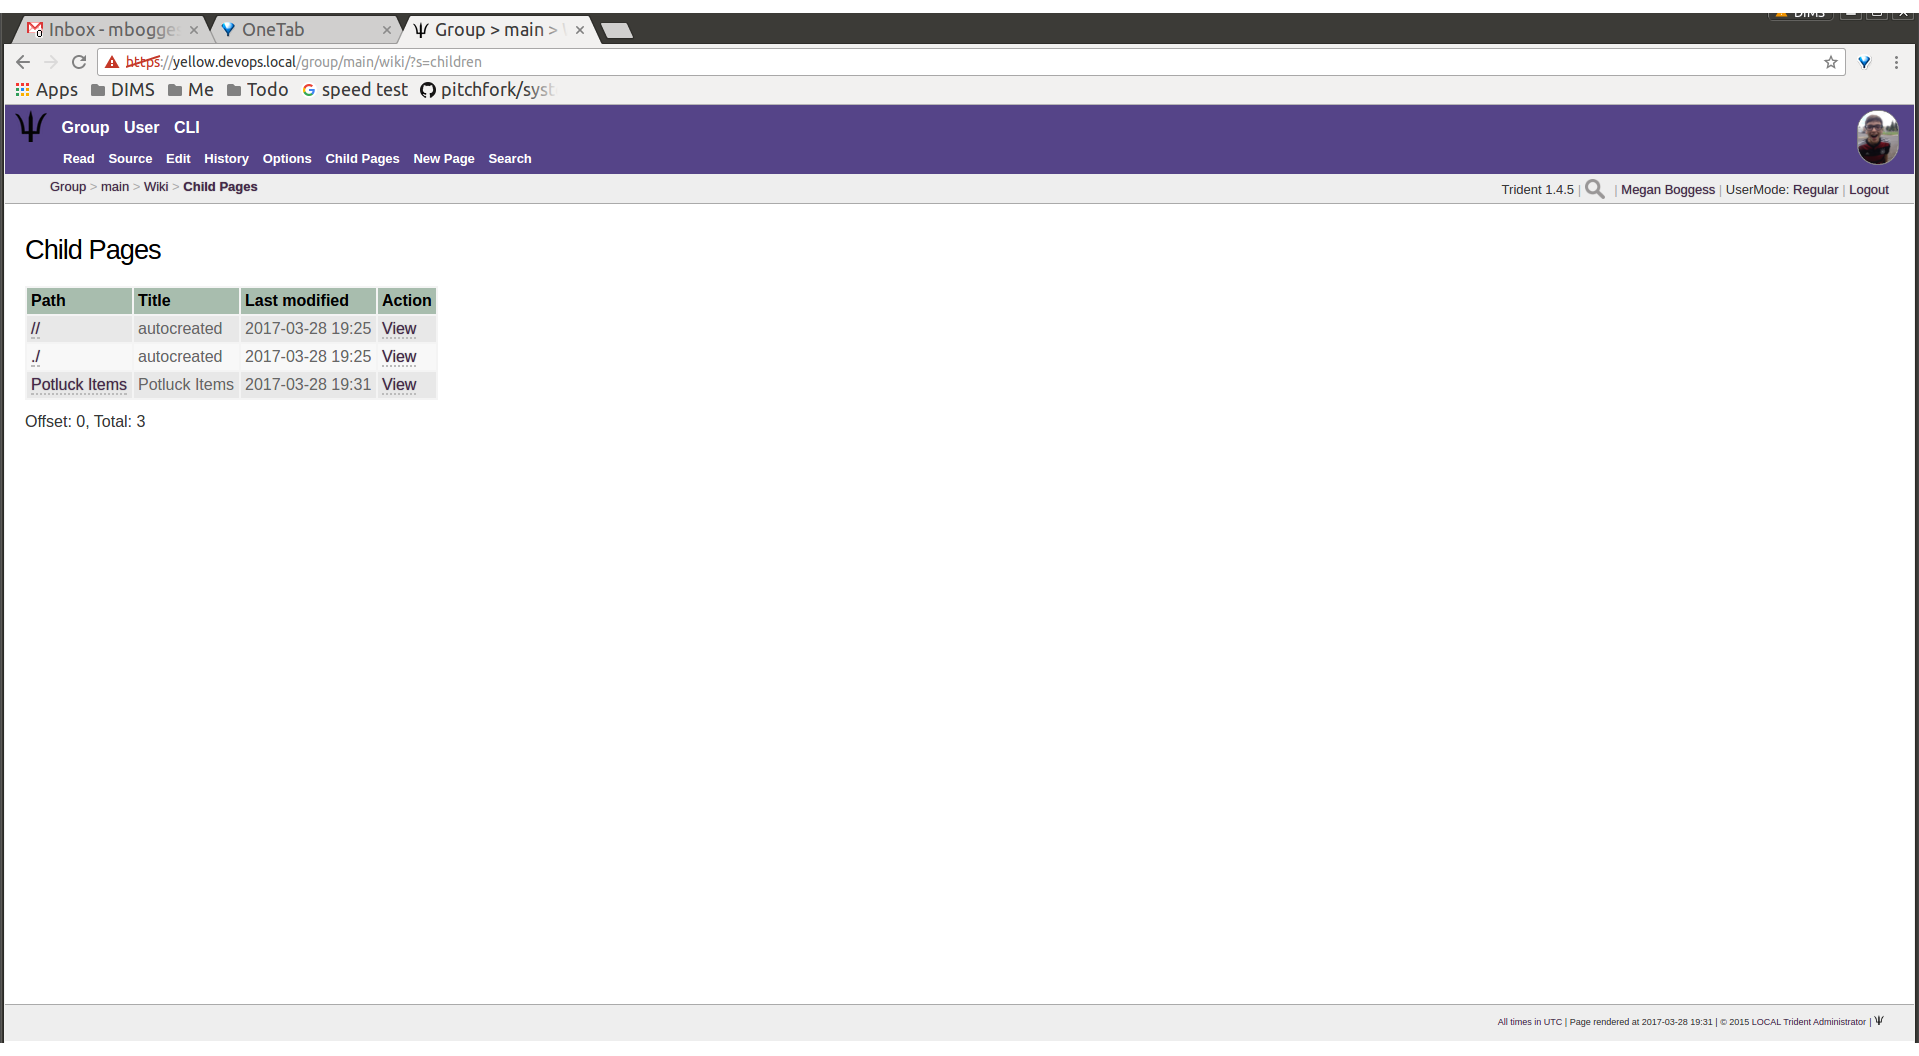 DIMS
Inbox - mbogge
OneTab
Group > main >
https://yellow.devops.local/group/main/wiki/?s=children
Apps DIMS Me Todo speed test pitchfork/syst
Group User CLI
Read Source Edit History Options Child Pages New Page Search
Group > main > Wiki > Child Pages
Trident 1.4.5 | | Megan Boggess | UserMode: Regular | Logout
Child Pages
Path Title Last modified Action
// autocreated 2017-03-28 19:25 View
./ autocreated 2017-03-28 19:25 View
Potluck Items Potluck Items 2017-03-28 19:31 View
Offset: 0, Total: 3
All times in UTC | Page rendered at 2017-03-28 19:31 | © 2015 LOCAL Trident Administrator |